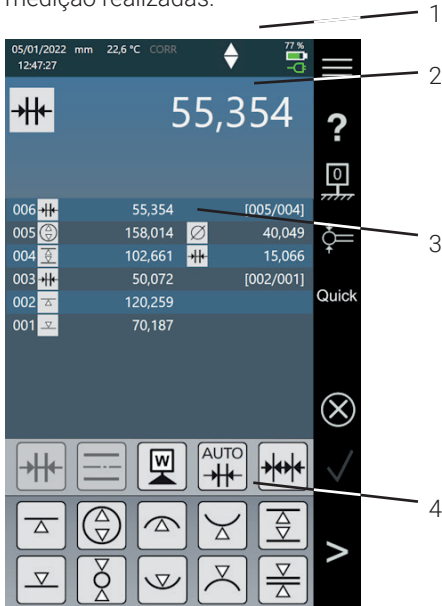 medição realizadas.
1
05/01/2022 mm 22,6 °C CORR 77 %
12:47:27
2
55,354
?
0
006 55,354 [005/004]
3
005 158,014 Ø 40,049
004 102,661 15,066
003 50,072 [002/001]
Quick
002 120,259
001 70,187
W
AUTO
4
>